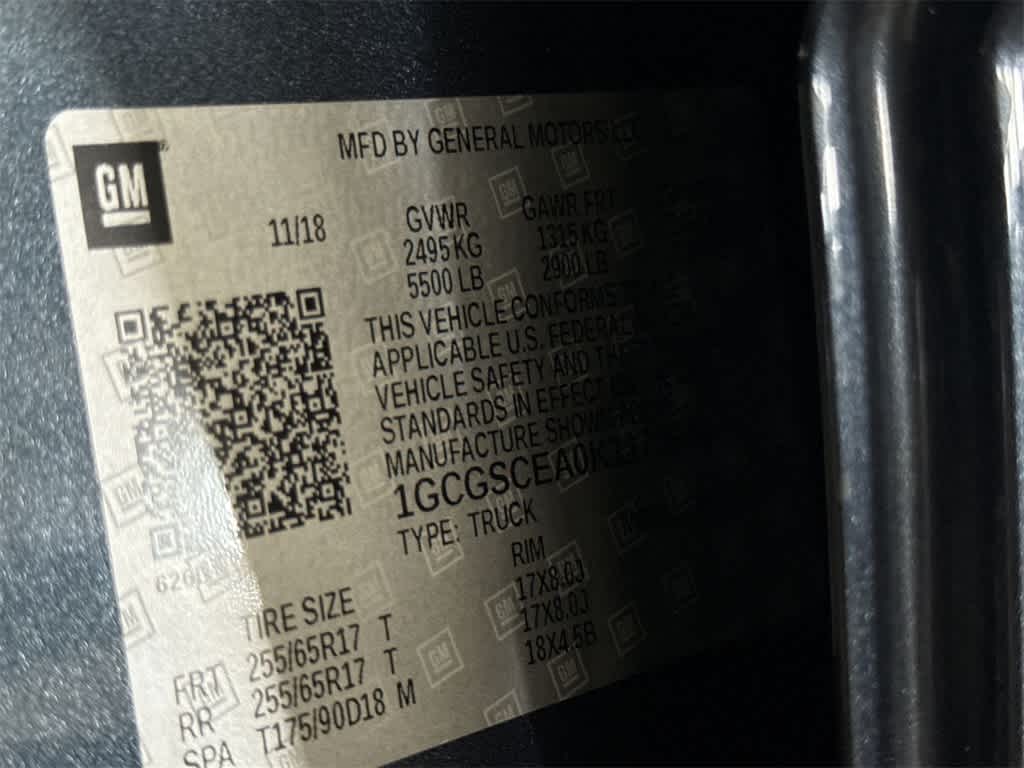 GM
MFD BY GENERAL MOTORS LLC
11/18
GVWR GAWR FRT
2495 KG 1315 KG
5500 LB 2900 LB
THIS VEHICLE CONFORMS
APPLICABLE U.S. FEDERAL
VEHICLE SAFETY AND THE
STANDARDS IN EFFECT
MANUFACTURE SHOWN
1GCGSCEA0K
TYPE: TRUCK
TIRE SIZE RIM
FRT 255/65R17 T 17X8.0J
RR 255/65R17 T 17X8.0J
SPA T175/90D18 M 18X4.5B